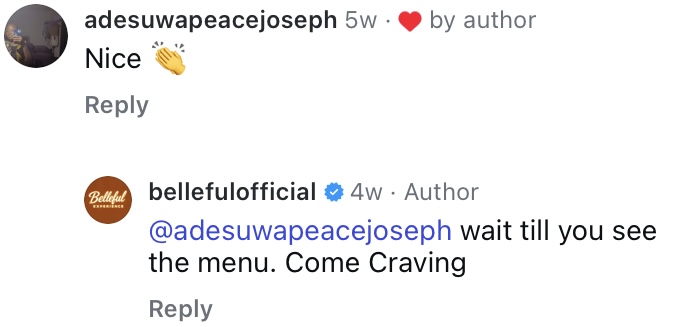 adesuwapeacejoseph 5w · ❤️ by author
Nice 👏
Reply
Belleful
EXPERIENCE
bellefulofficial 4w · Author
@adesuwapeacejoseph wait till you see
the menu. Come Craving
Reply